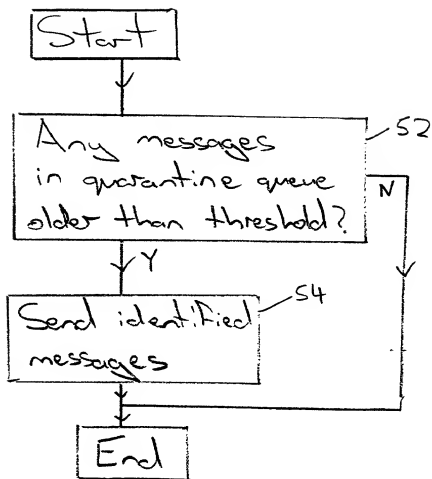 Start
Any messages
in quarantine queue
older than threshold?
52
N
Y
Send identified
messages
54
End